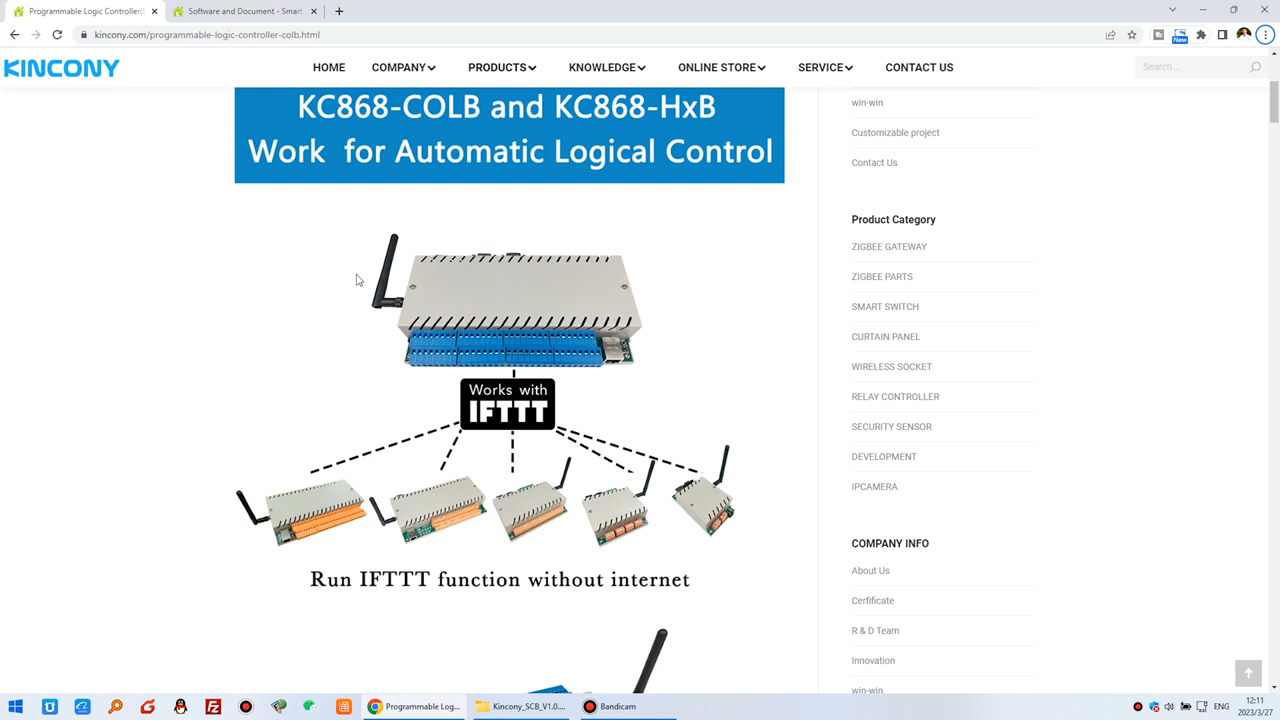 Programmable Logic Controller(
Software and Document - Smart
kincony.com/programmable-logic-controller-colb.html
New
KINCONY
HOME
COMPANY
PRODUCTS
KNOWLEDGE
ONLINE STORE
SERVICE
CONTACT US
Search ...
KC868-COLB and KC868-HxB
Work for Automatic Logical Control
Works with
IFTTT
Run IFTTT function without internet
win-win
Customizable project
Contact Us
Product Category
ZIGBEE GATEWAY
ZIGBEE PARTS
SMART SWITCH
CURTAIN PANEL
WIRELESS SOCKET
RELAY CONTROLLER
SECURITY SENSOR
DEVELOPMENT
IPCAMERA
COMPANY INFO
About Us
Cerfificate
R & D Team
Innovation
win-win
Programmable Log...
Kincony_SCB_V1.0....
Bandicam
ENG
12:11
2023/3/27